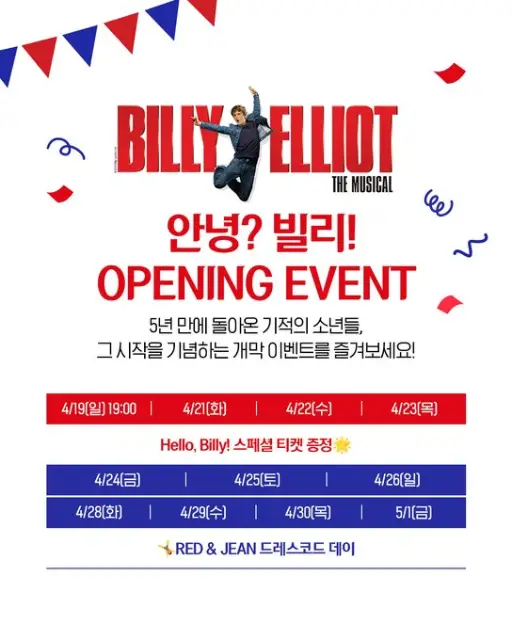 BILLY ELLIOT
THE MUSICAL
안녕? 빌리!
OPENING EVENT
5년 만에 돌아온 기적의 소년들,
그 시작을 기념하는 개막 이벤트를 즐겨보세요!
4/19(일) 19:00 | 4/21(화) | 4/22(수) | 4/23(목)
Hello, Billy! 스페셜 티켓 증정🌟
4/24(금) | 4/25(토) | 4/26(일)
4/28(화) | 4/29(수) | 4/30(목) | 5/1(금)
RED & JEAN 드레스코드 데이